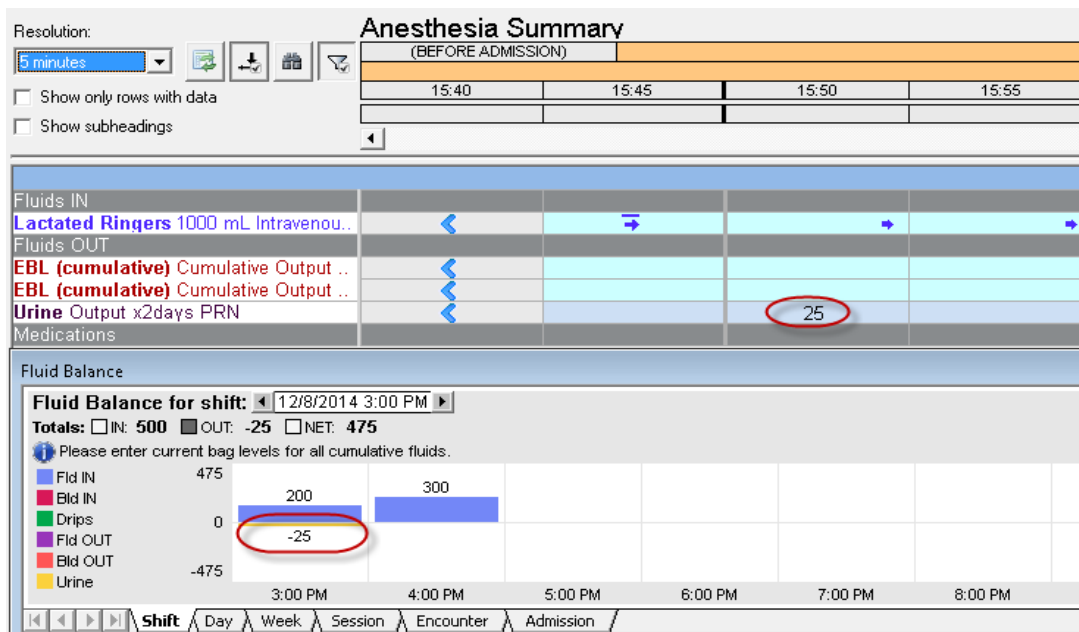 Resolution:
Anesthesia Summary
5 minutes
(BEFORE ADMISSION)
15:40 15:45 15:50 15:55
Show only rows with data
Show subheadings
Fluids IN
Lactated Ringers 1000 mL Intravenou..
Fluids OUT
EBL (cumulative) Cumulative Output ..
EBL (cumulative) Cumulative Output ..
Urine Output x2days PRN 25
Medications
Fluid Balance
Fluid Balance for shift: 12/8/2014 3:00 PM
Totals: IN: 500 OUT: -25 NET: 475
Please enter current bag levels for all cumulative fluids.
Fld IN
Bld IN
Drips
Fld OUT
Bld OUT
Urine
475
0
-475
200 300
-25
3:00 PM 4:00 PM 5:00 PM 6:00 PM 7:00 PM 8:00 PM
Shift Day Week Session Encounter Admission